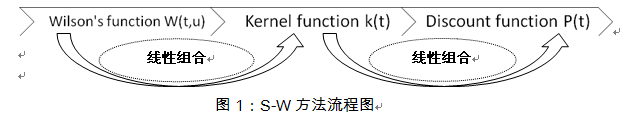 Wilson's function W(t,u) Kernel function k(t) Discount function P(t)
线性组合 线性组合
图 1：S-W 方法流程图